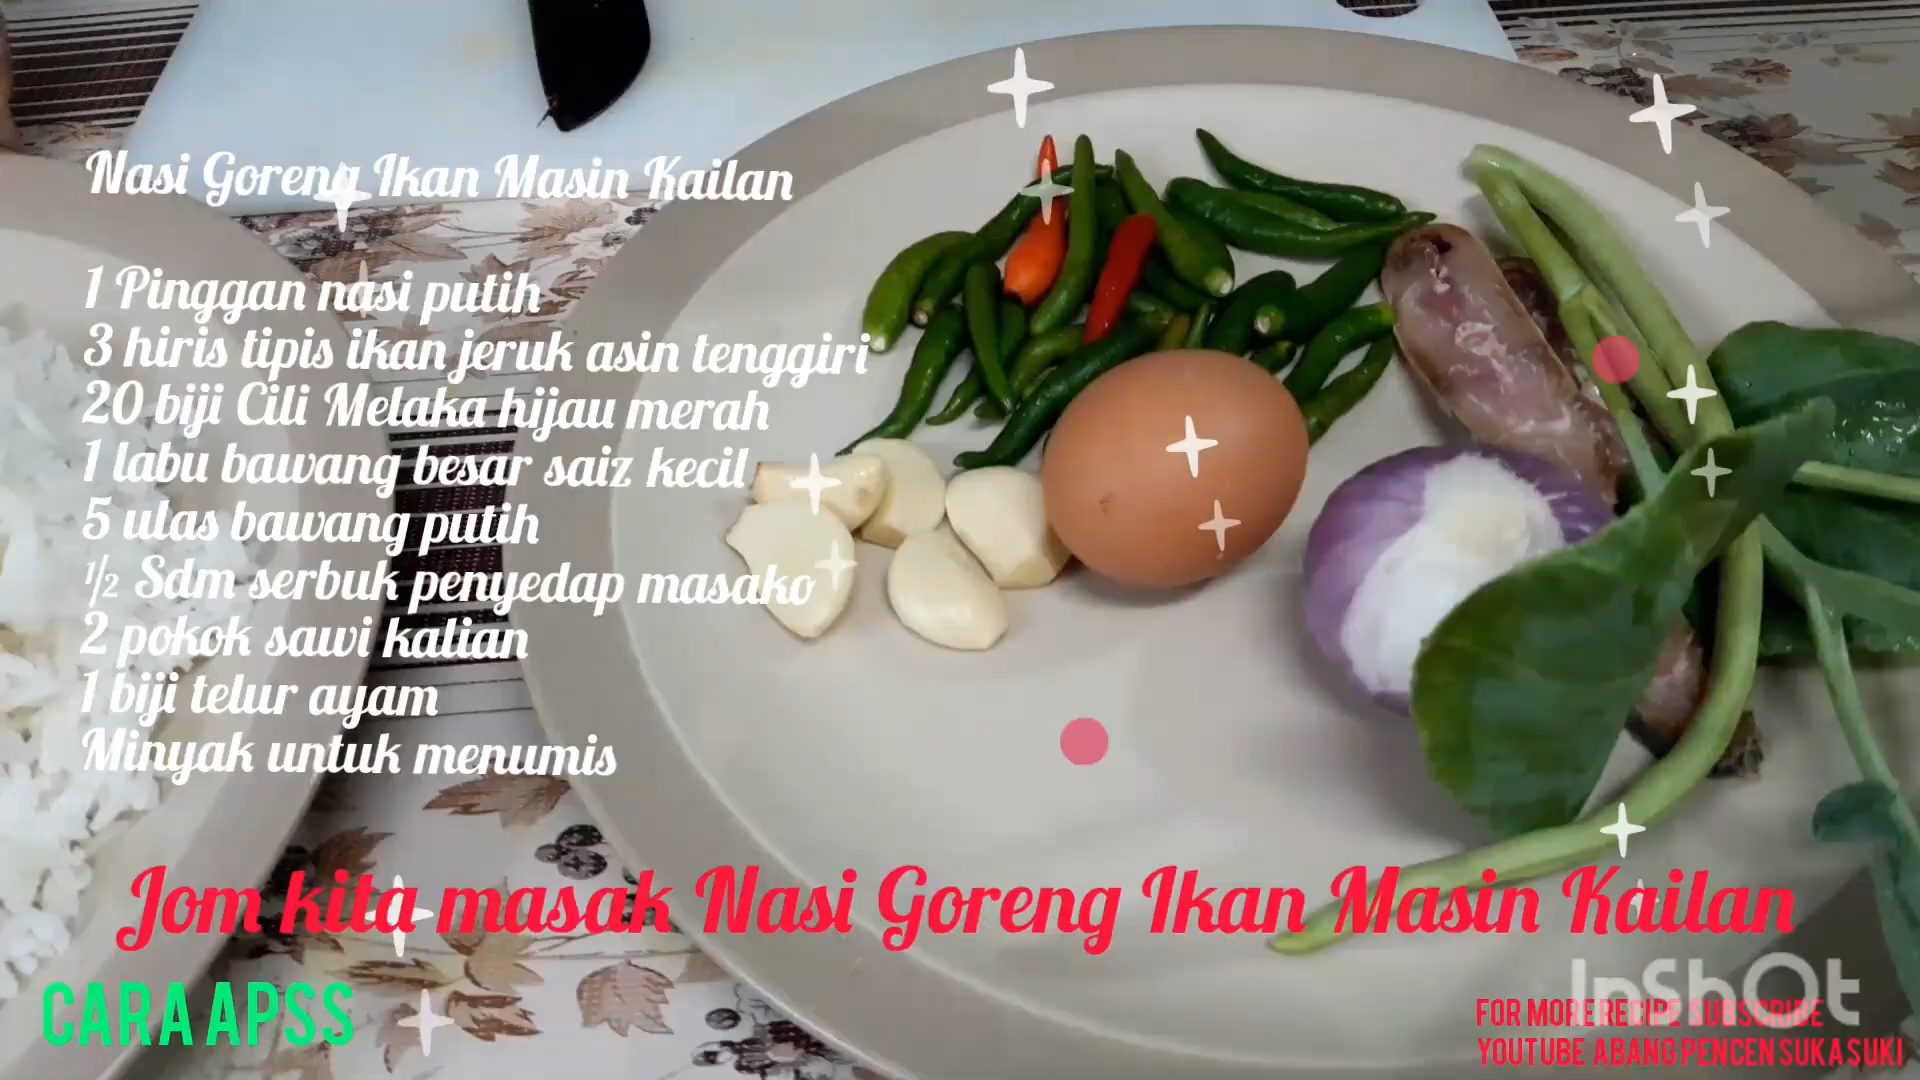 Nasi Goreng Ikan Masin Kailan
1 Pinggan nasi putih
3 hiris tipis ikan jeruk asin tenggiri
20 biji Cili Melaka hijau merah
1 labu bawang besar saiz kecil
5 ulas bawang putih
½ Sdm serbuk penyedap masako
2 pokok sawi kalian
1 biji telur ayam
Minyak untuk menumis
Jom kita masak Nasi Goreng Ikan Masin Kailan
CARA APSS
InShOt
FOR MORE RECIPE SUBSCRIBE
YOUTUBE ABANG PENCEN SUKA SUKI